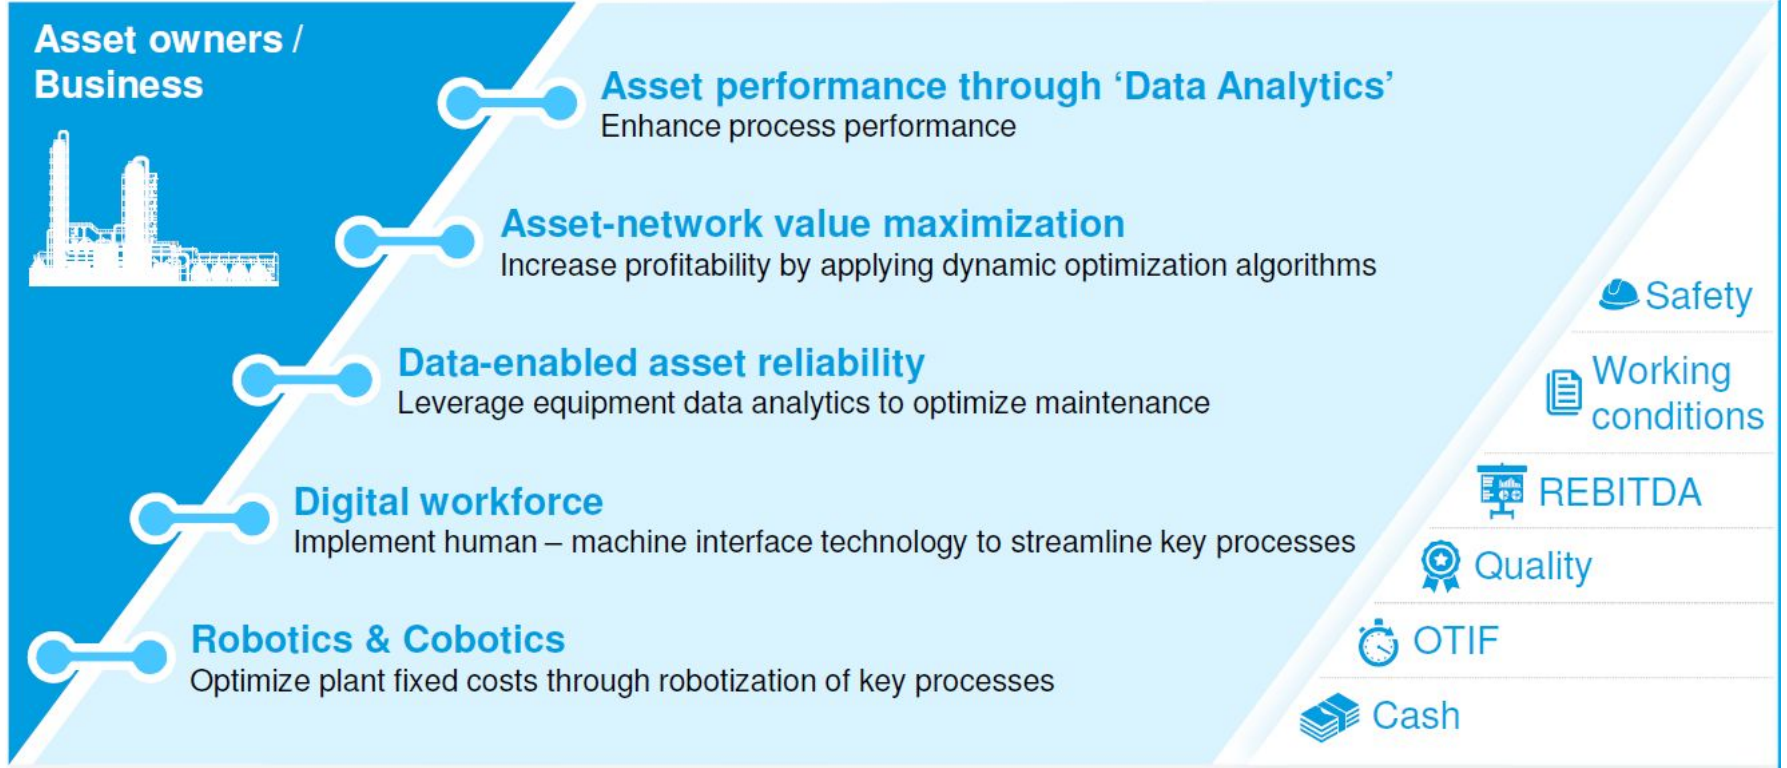 Asset owners /
Business
Asset performance through ‘Data Analytics’
Enhance process performance
Asset-network value maximization
Increase profitability by applying dynamic optimization algorithms
Data-enabled asset reliability
Leverage equipment data analytics to optimize maintenance
Digital workforce
Implement human – machine interface technology to streamline key processes
Robotics & Cobotics
Optimize plant fixed costs through robotization of key processes
Safety
Working
conditions
REBITDA
Quality
OTIF
Cash